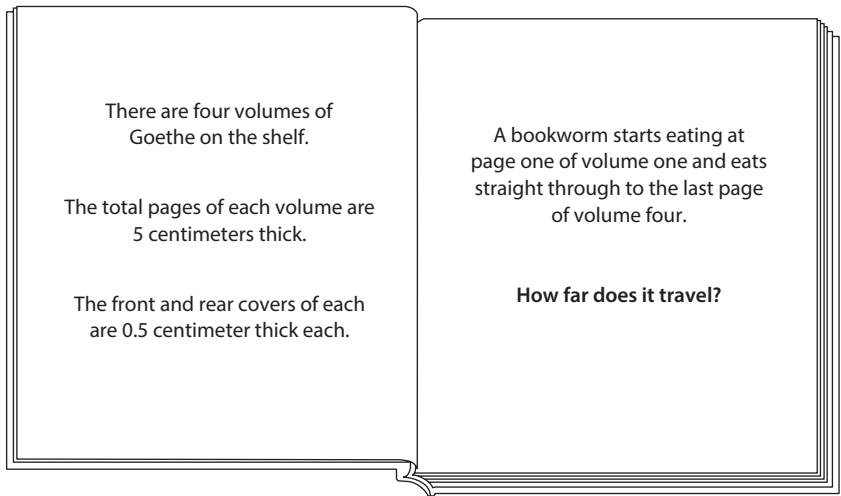 There are four volumes of
Goethe on the shelf.
The total pages of each volume are
5 centimeters thick.
The front and rear covers of each
are 0.5 centimeter thick each.
A bookworm starts eating at
page one of volume one and eats
straight through to the last page
of volume four.
How far does it travel?